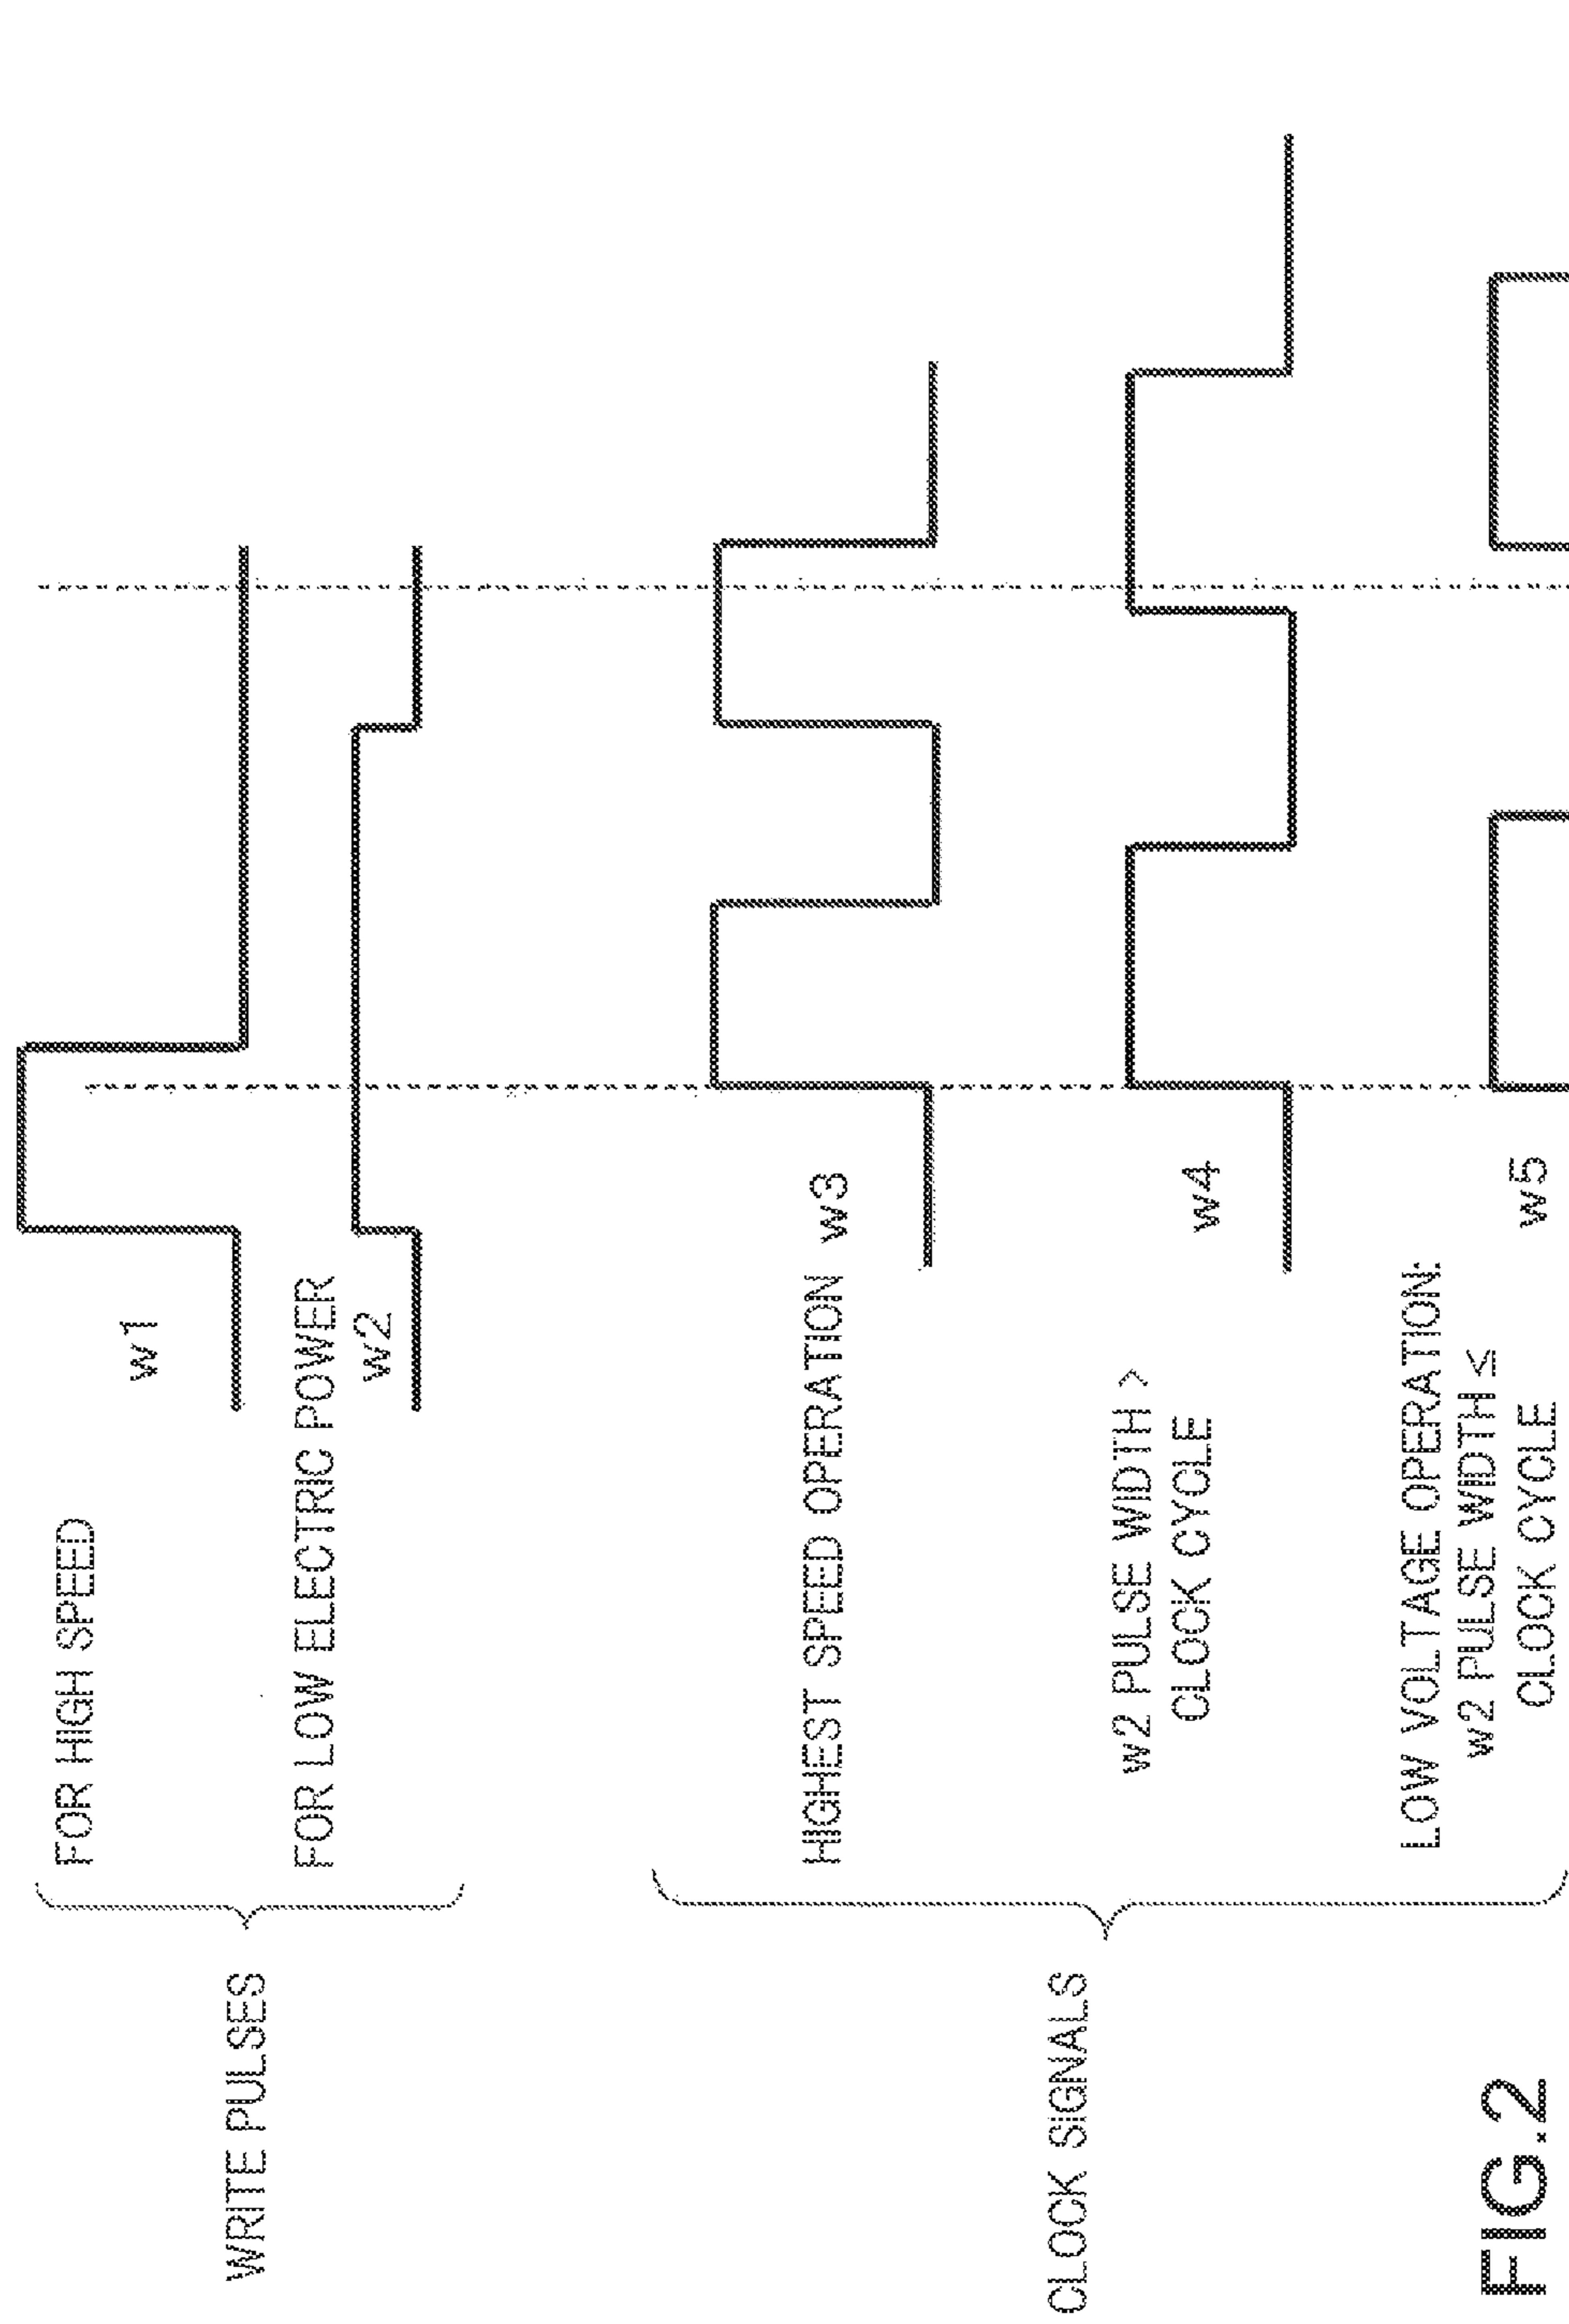 WRITE PULSES
FOR HIGH SPEED
w1
FOR LOW ELECTRIC POWER
w2
CLOCK SIGNALS
HIGHEST SPEED OPERATION w3
w2 PULSE WIDTH >
CLOCK CYCLE
w4
LOW VOLTAGE OPERATION:
w2 PULSE WIDTH ≤
CLOCK CYCLE
w5
FIG.2